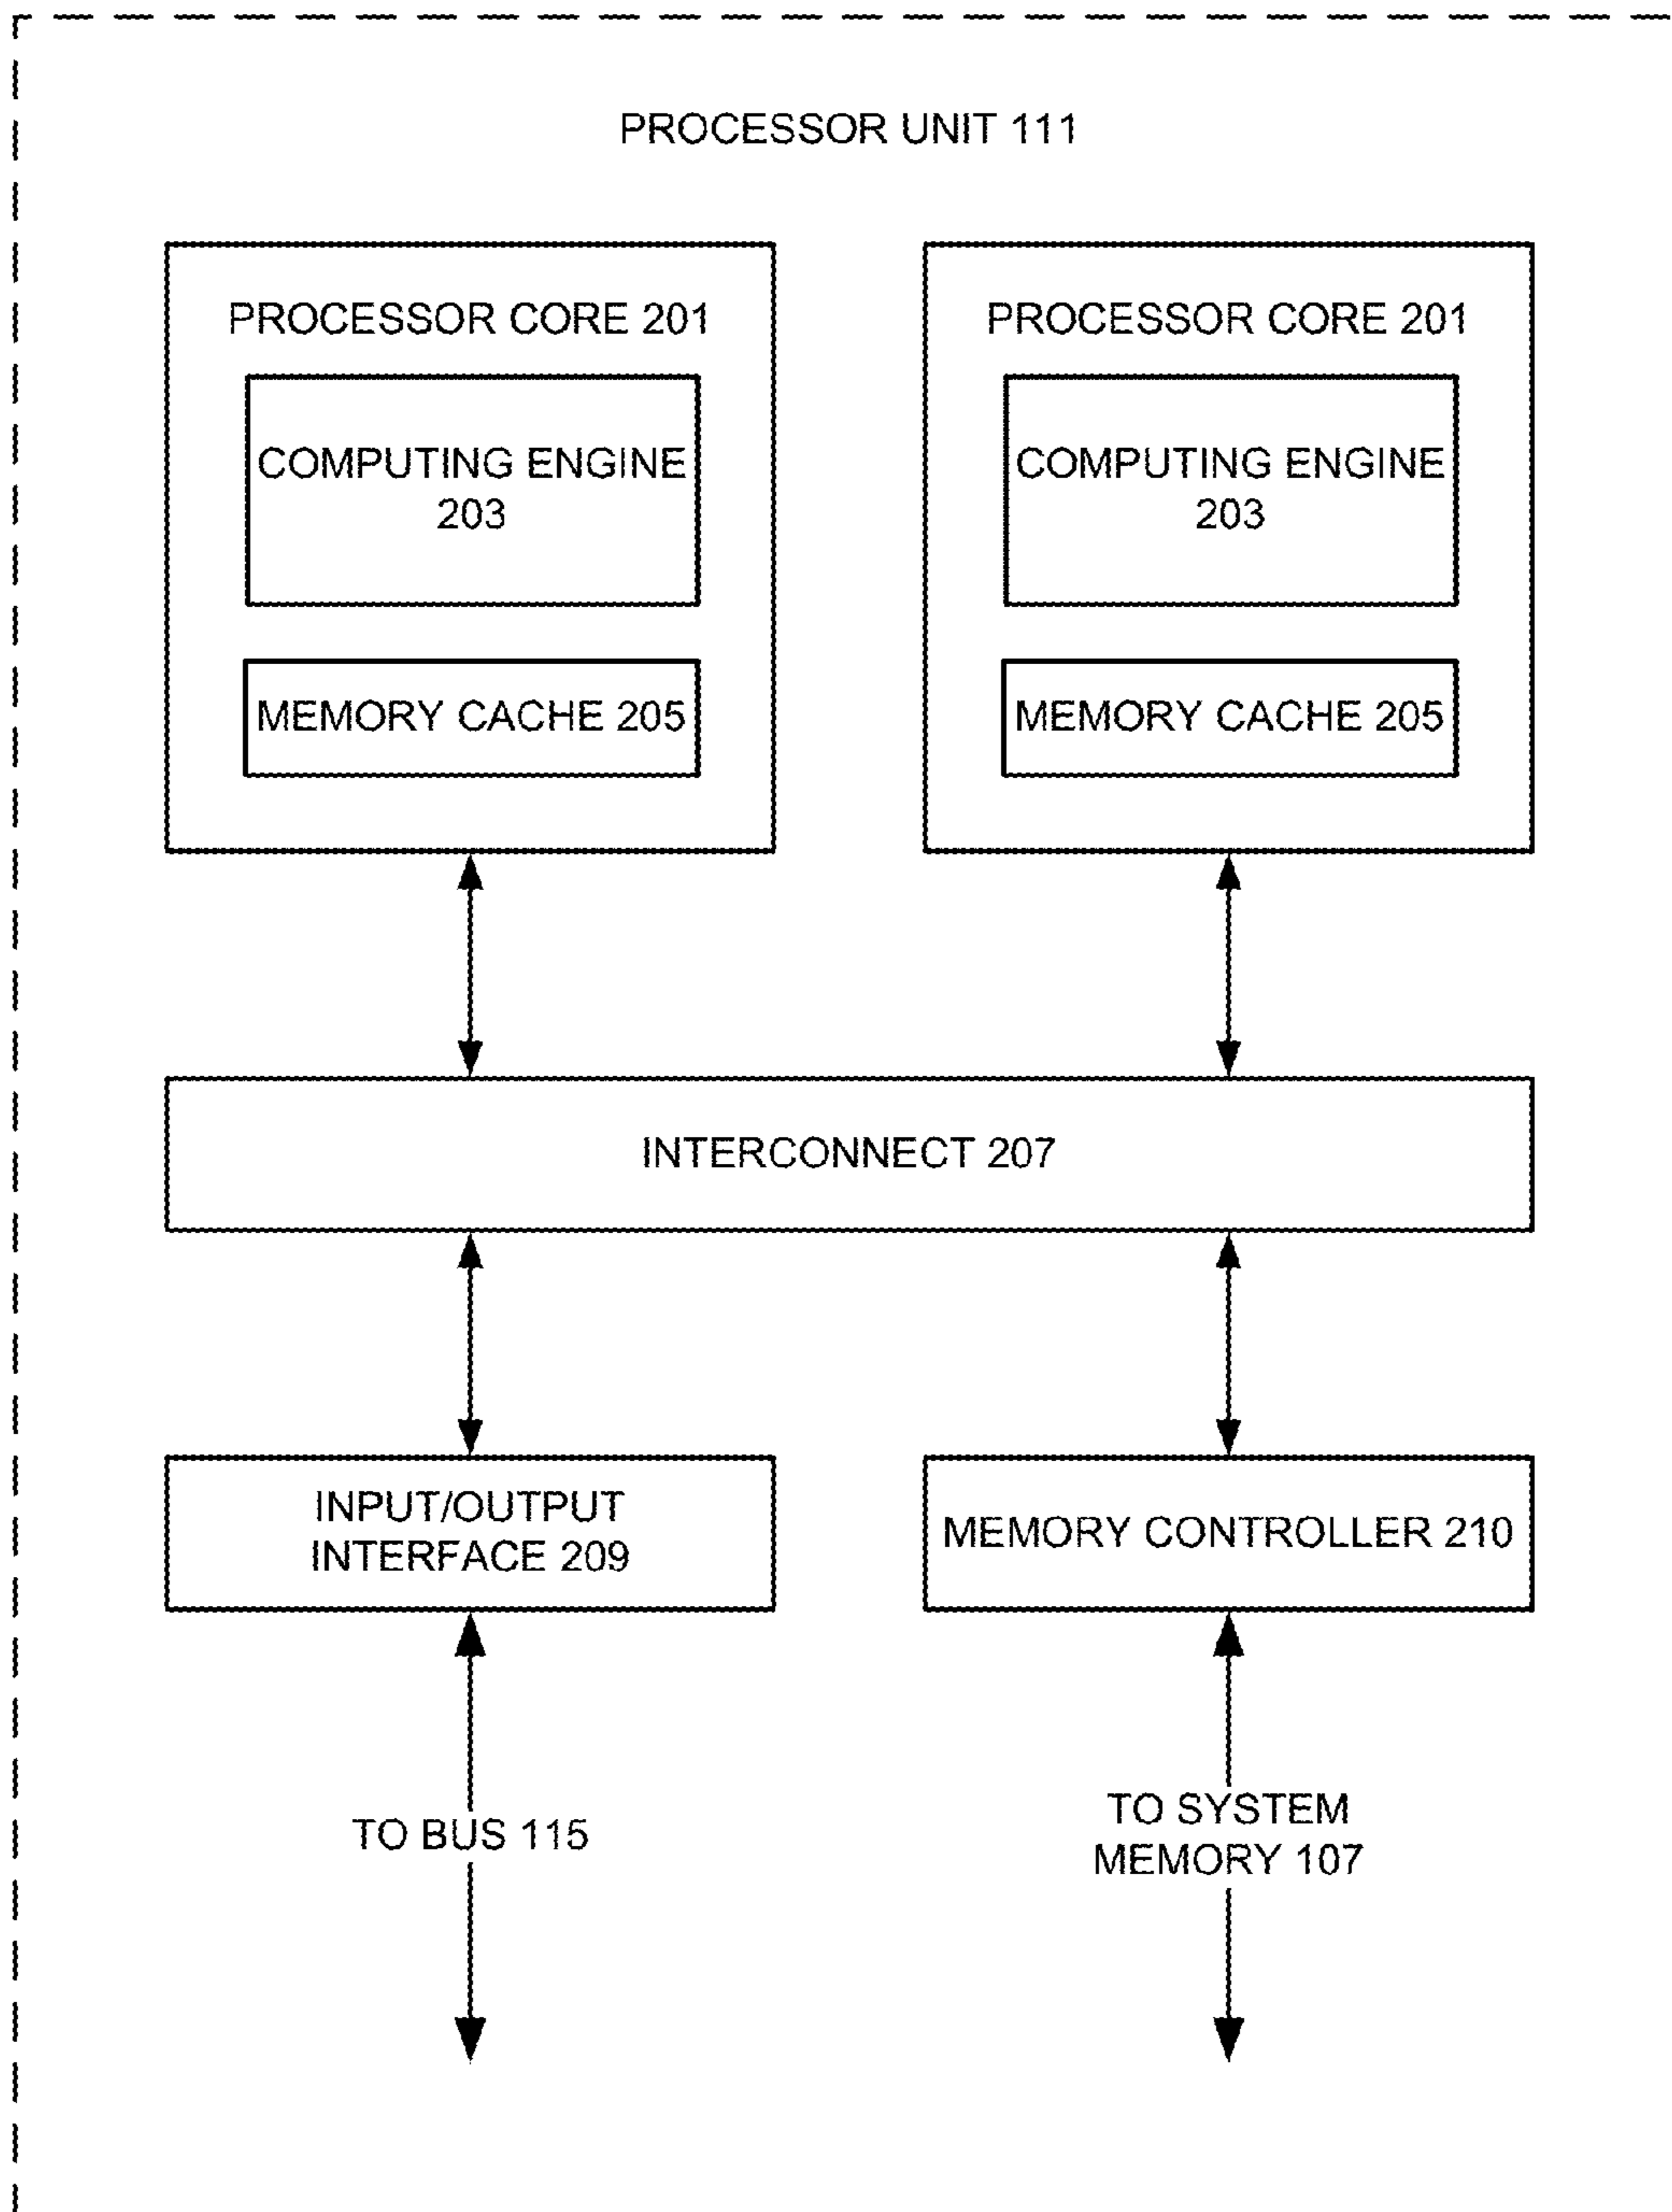 PROCESSOR UNIT 111
PROCESSOR CORE 201
COMPUTING ENGINE
203
MEMORY CACHE 205
PROCESSOR CORE 201
COMPUTING ENGINE
203
MEMORY CACHE 205
INTERCONNECT 207
INPUT/OUTPUT
INTERFACE 209
MEMORY CONTROLLER 210
TO BUS 115
TO SYSTEM
MEMORY 107